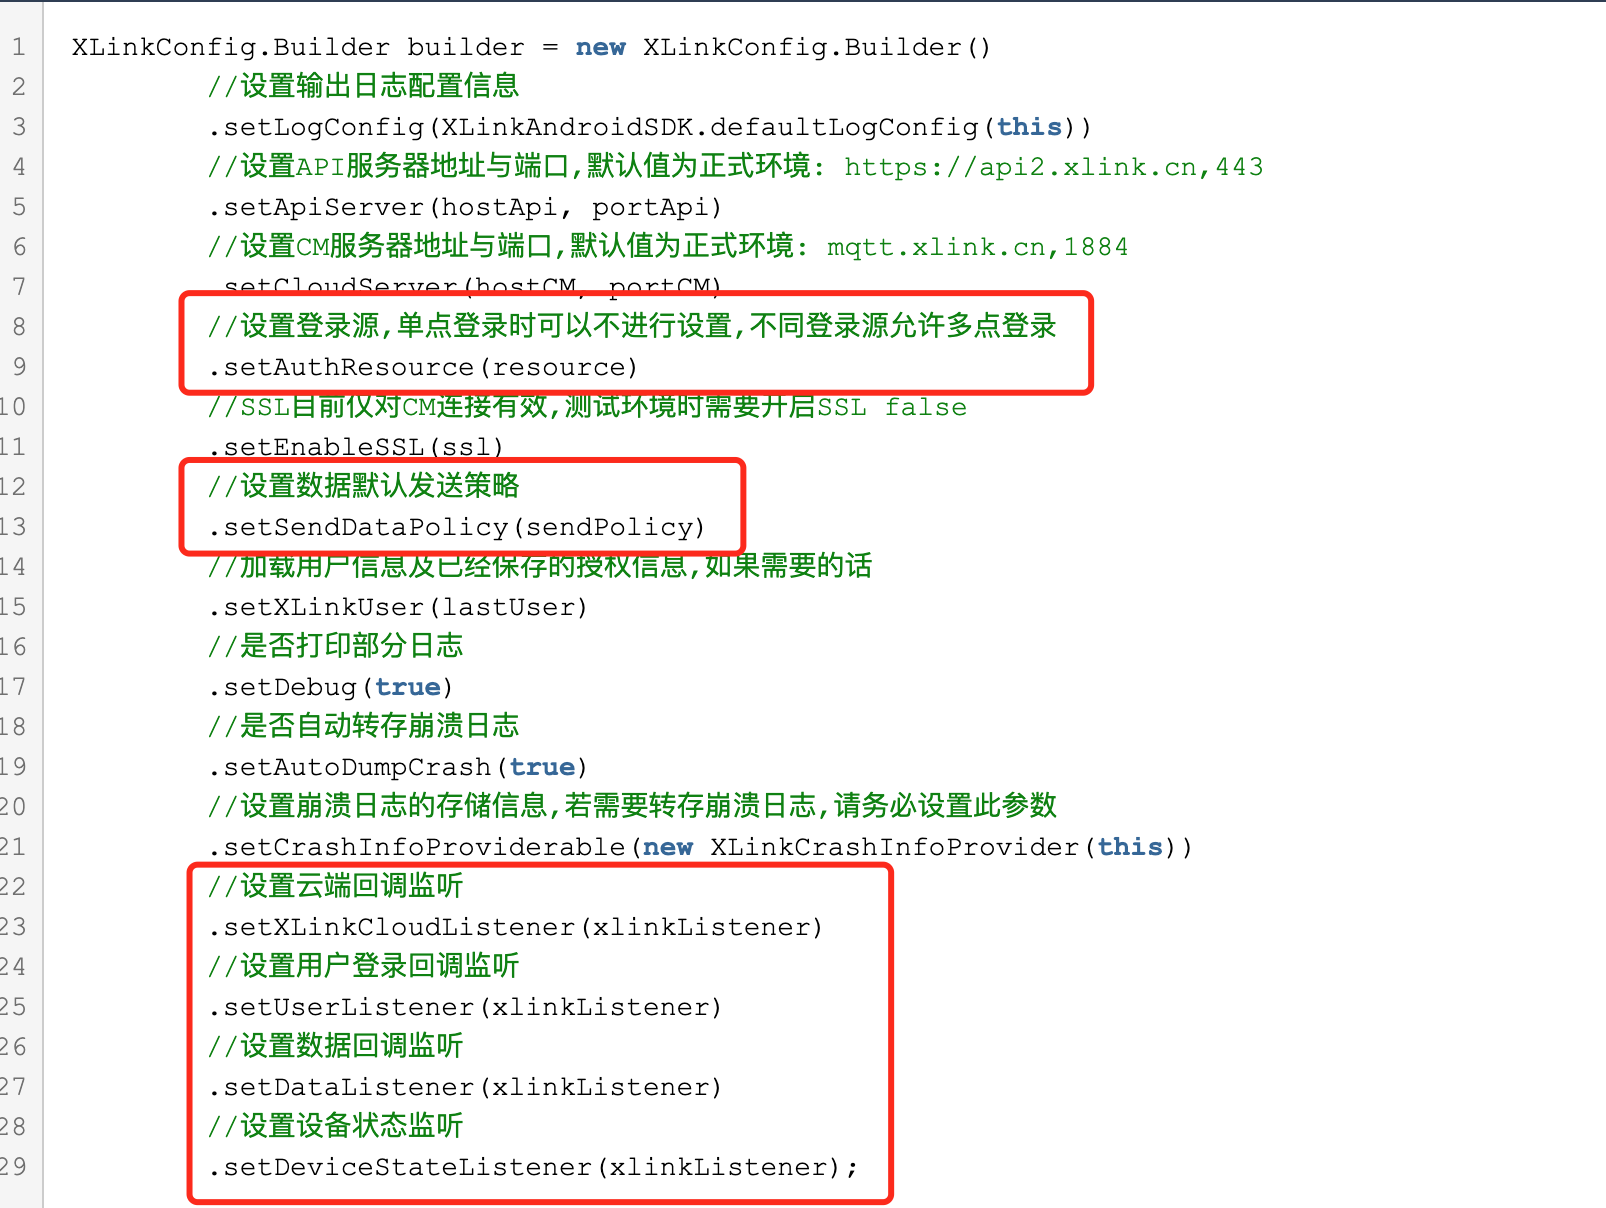 1 XLinkConfig.Builder builder = new XLinkConfig.Builder()
2 //设置输出日志配置信息
3 .setLogConfig(XLinkAndroidSDK.defaultLogConfig(this))
4 //设置API服务器地址与端口,默认值为正式环境: https://api2.xlink.cn,443
5 .setApiServer(hostApi, portApi)
6 //设置CM服务器地址与端口,默认值为正式环境: mqtt.xlink.cn,1884
7 .setCloudServer(hostCM, portCM)
8 //设置登录源,单点登录时可以不进行设置,不同登录源允许多点登录
9 .setAuthResource(resource)
10 //SSL目前仅对CM连接有效,测试环境时需要开启SSL false
11 .setEnableSSL(ssl)
12 //设置数据默认发送策略
13 .setSendDataPolicy(sendPolicy)
14 //加载用户信息及已经保存的授权信息,如果需要的话
15 .setXLinkUser(lastUser)
16 //是否打印部分日志
17 .setDebug(true)
18 //是否自动转存崩溃日志
19 .setAutoDumpCrash(true)
20 //设置崩溃日志的存储信息,若需要转存崩溃日志,请务必设置此参数
21 .setCrashInfoProviderable(new XLinkCrashInfoProvider(this))
22 //设置云端回调监听
23 .setXLinkCloudListener(xlinkListener)
24 //设置用户登录回调监听
25 .setUserListener(xlinkListener)
26 //设置数据回调监听
27 .setDataListener(xlinkListener)
28 //设置设备状态监听
29 .setDeviceStateListener(xlinkListener);